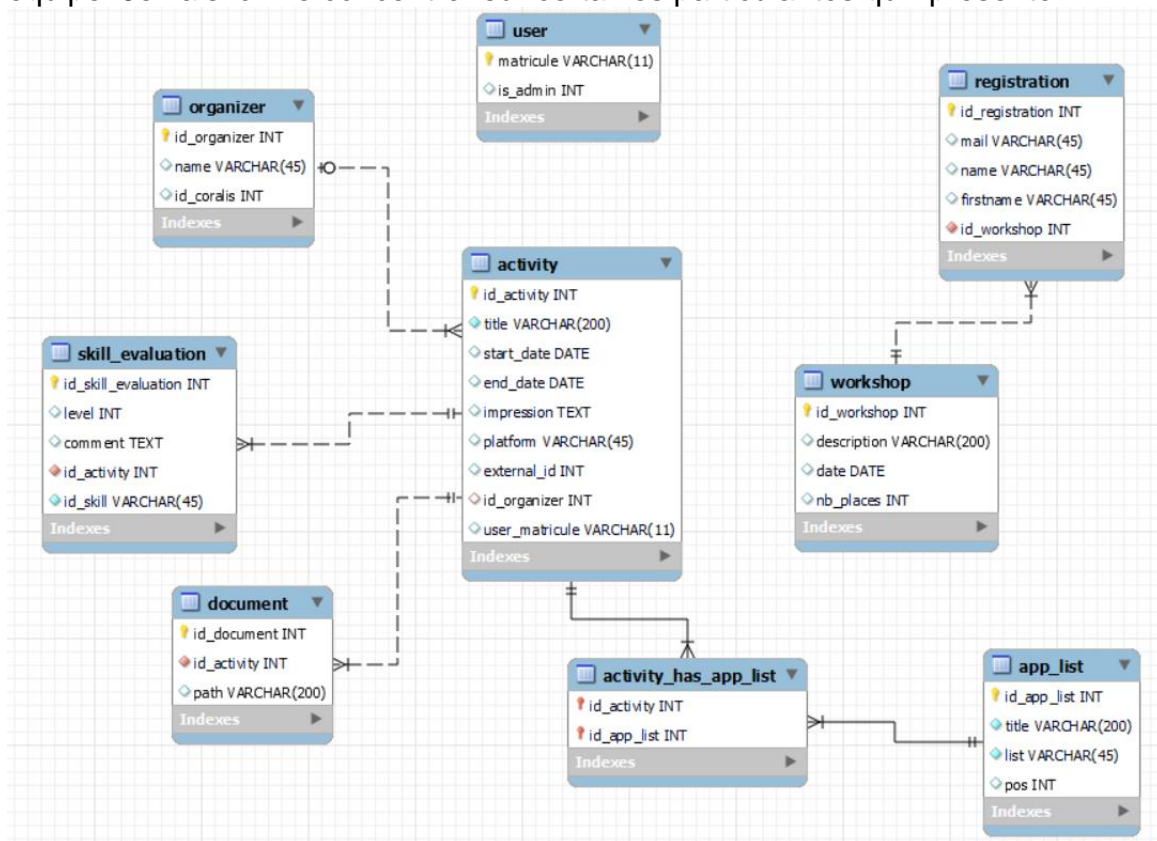 user
matricule VARCHAR(11)
is_admin INT
Indexes
organizer
id_organizer INT
name VARCHAR(45)
id_coralis INT
Indexes
registration
id_registration INT
mail VARCHAR(45)
name VARCHAR(45)
firstname VARCHAR(45)
id_workshop INT
Indexes
activity
id_activity INT
title VARCHAR(200)
start_date DATE
end_date DATE
impression TEXT
platform VARCHAR(45)
external_id INT
id_organizer INT
user_matricule VARCHAR(11)
Indexes
skill_evaluation
id_skill_evaluation INT
level INT
comment TEXT
id_activity INT
id_skill VARCHAR(45)
Indexes
workshop
id_workshop INT
description VARCHAR(200)
date DATE
nb_places INT
Indexes
document
id_document INT
id_activity INT
path VARCHAR(200)
Indexes
activity_has_app_list
id_activity INT
id_app_list INT
Indexes
app_list
id_app_list INT
title VARCHAR(200)
list VARCHAR(45)
pos INT
Indexes